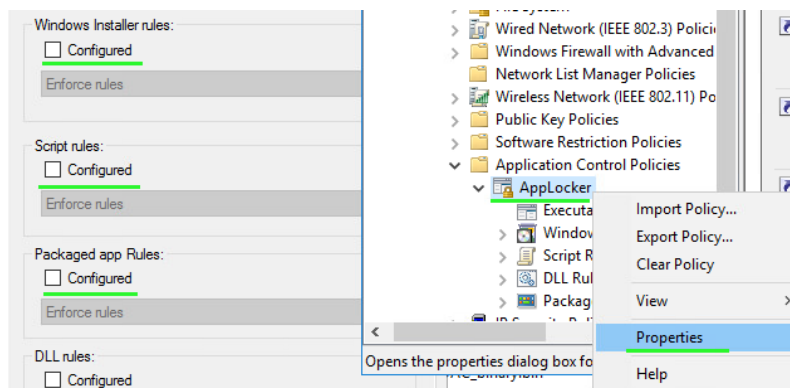 Windows Installer rules:
Configured
Enforce rules
Script rules:
Configured
Enforce rules
Packaged app Rules:
Configured
Enforce rules
DLL rules:
Configured
Wired Network (IEEE 802.3) Policie
Windows Firewall with Advanced
Network List Manager Policies
Wireless Network (IEEE 802.11) Po
Public Key Policies
Software Restriction Policies
Application Control Policies
AppLocker
Executa
Window
Script R
DLL Rul
Packag
Opens the properties dialog box fo
Import Policy...
Export Policy...
Clear Policy
View
Properties
Help